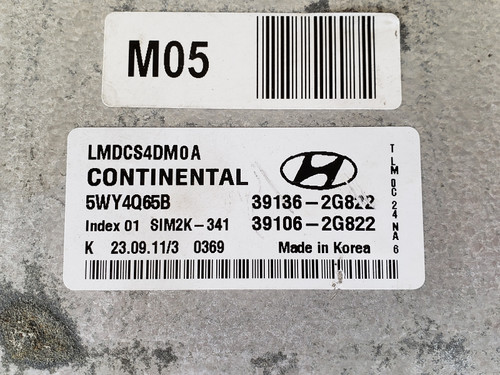 M05
LMDCS4DM0A
CONTINENTAL
5WY4Q65B 39136-2G822
Index 01 SIM2K-341 39106-2G822
K 23.09.11/3 0369 Made in Korea
TLM0C24NA6